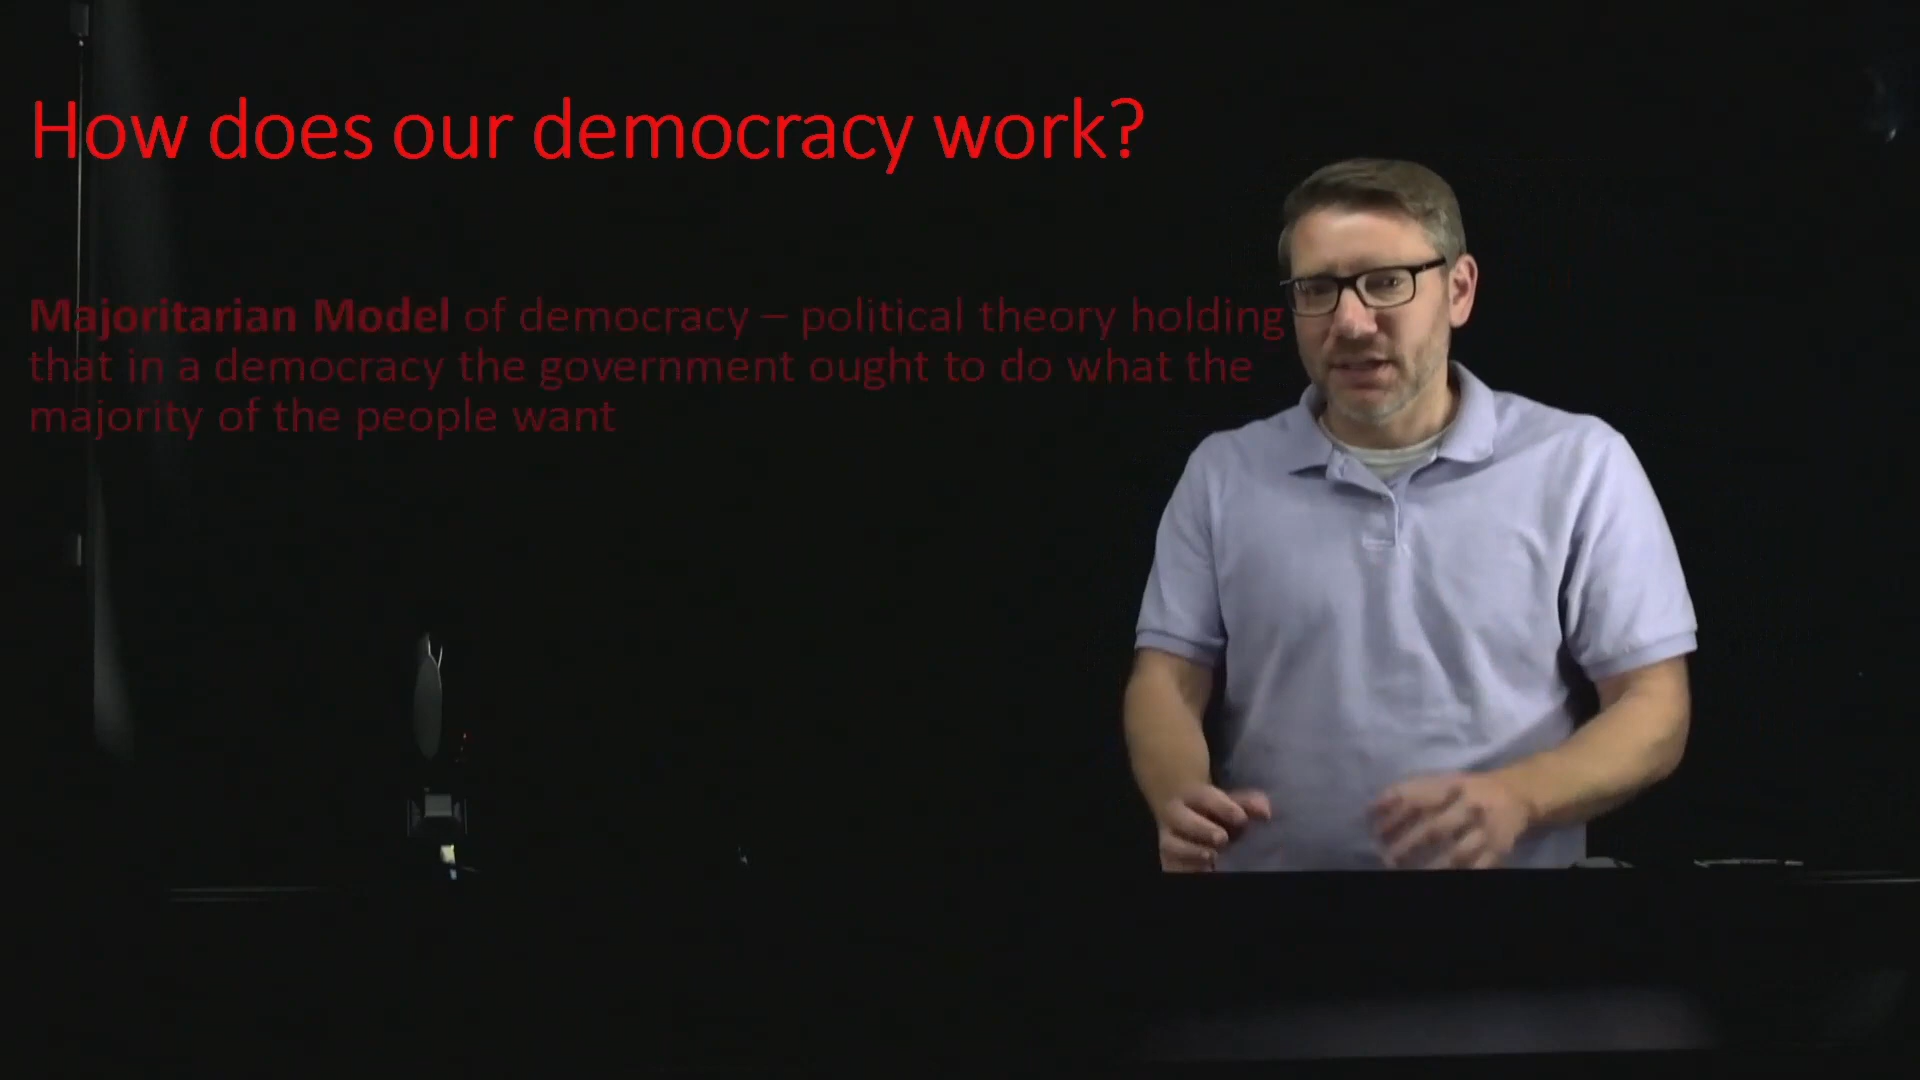 How does our democracy work?
Majoritarian Model of democracy – political theory holding
that in a democracy the government ought to do what the
majority of the people want